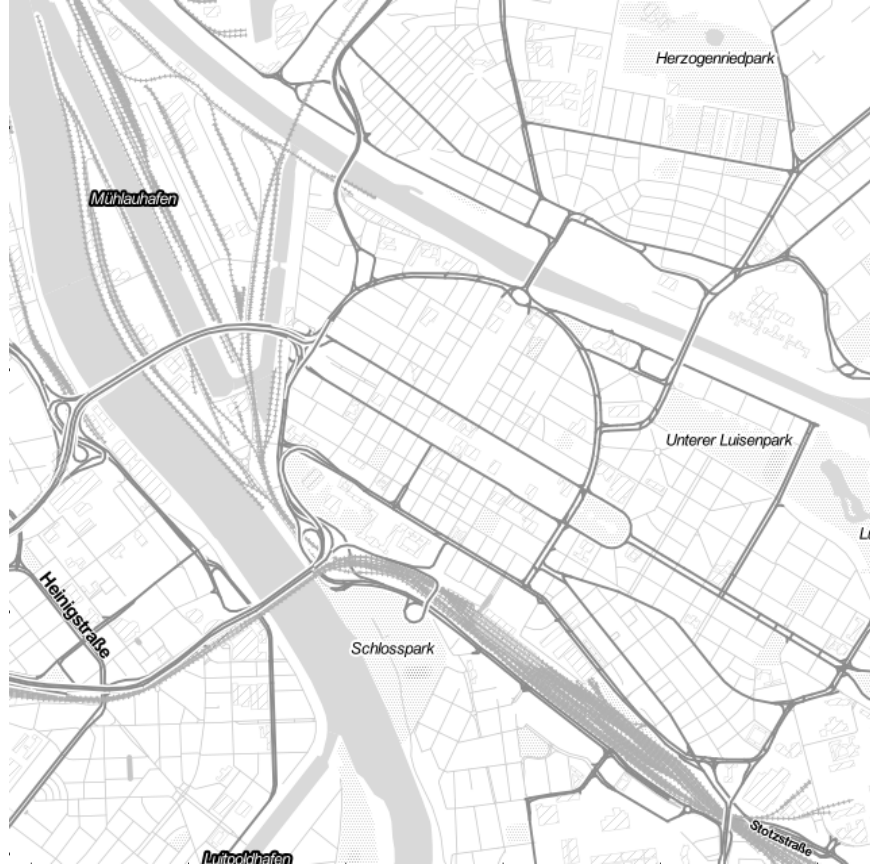 Herzogenriedpark
Mühlauhafen
Unterer Luisenpark
Heinigstraße
Schlosspark
Stotzstraße
Luitpoldhafen